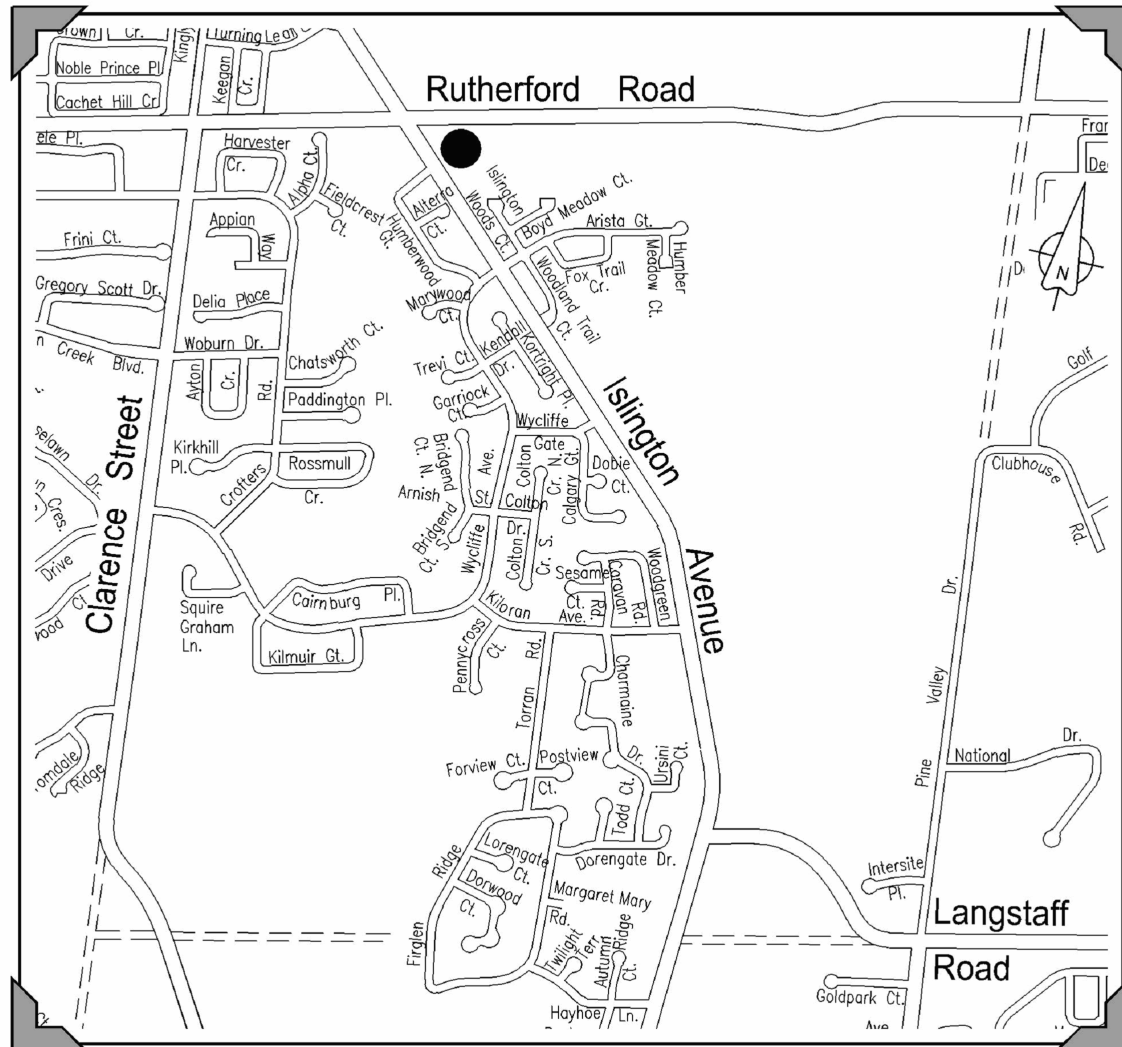 Cr.
Turning Leaf
Noble Prince Pl
Cachet Hill Cr.
Keegan
Cr.
Rutherford Road
Harvester
Cr.
Alpha Ct.
Fieldcrest
Ct.
Appian
Way
Frini Ct.
Gregory Scott Dr.
Delia Place
Creek Blvd.
Woburn Dr.
Ayton
Cr.
Rd.
Chatsworth Ct.
Paddington Pl.
Kirkhill
Pl.
Rossmull
Cr.
Crofters
Clarence Street
Dr.
Cres.
Drive
Ct.
Squire
Graham
Ln.
Cairnburg Pl.
Kilmuir Gt.
Ridge
Alterra
Ct.
Humberwood
Gt.
Islington
Woods Ct.
Boyd Meadow Ct.
Arista Gt.
Humber
Meadow Ct.
Fox Trail
Cr.
Woodland Trail
Ct.
Marywood
Ct.
Trevi Ct.
Kendall
Dr.
Kortright
Pl.
Garriock
Ct.
Wycliffe
Gate
Bridgend
Ct. N.
Ave.
Colton
Cr. N.
Calgary Gt.
Dobie
Ct.
Arnish
St.
Colton
Dr.
Bridgend
Ct. S.
Wycliffe
Colton
Cr. S.
Islington
Avenue
Sesame
Ct.
Caravan
Rd.
Woodgreen
Rd.
Kiloran
Ave.
Pennycross
Ct.
Torran
Rd.
Charmaine
Dr.
Forview Ct.
Postview
Ct.
Ursini
Ct.
Todd Ct.
Dorengate Dr.
Lorengate
Ct.
Dorwood
Ct.
Firglen
Ridge
Margaret Mary
Rd.
Twilight
Terr.
Autumn
Ridge
Ct.
Hayhoe Ln.
N
Golf
Clubhouse
Rd.
Pine Valley Dr.
National Dr.
Intersite
Pl.
Langstaff
Road
Goldpark Ct.
Ave.